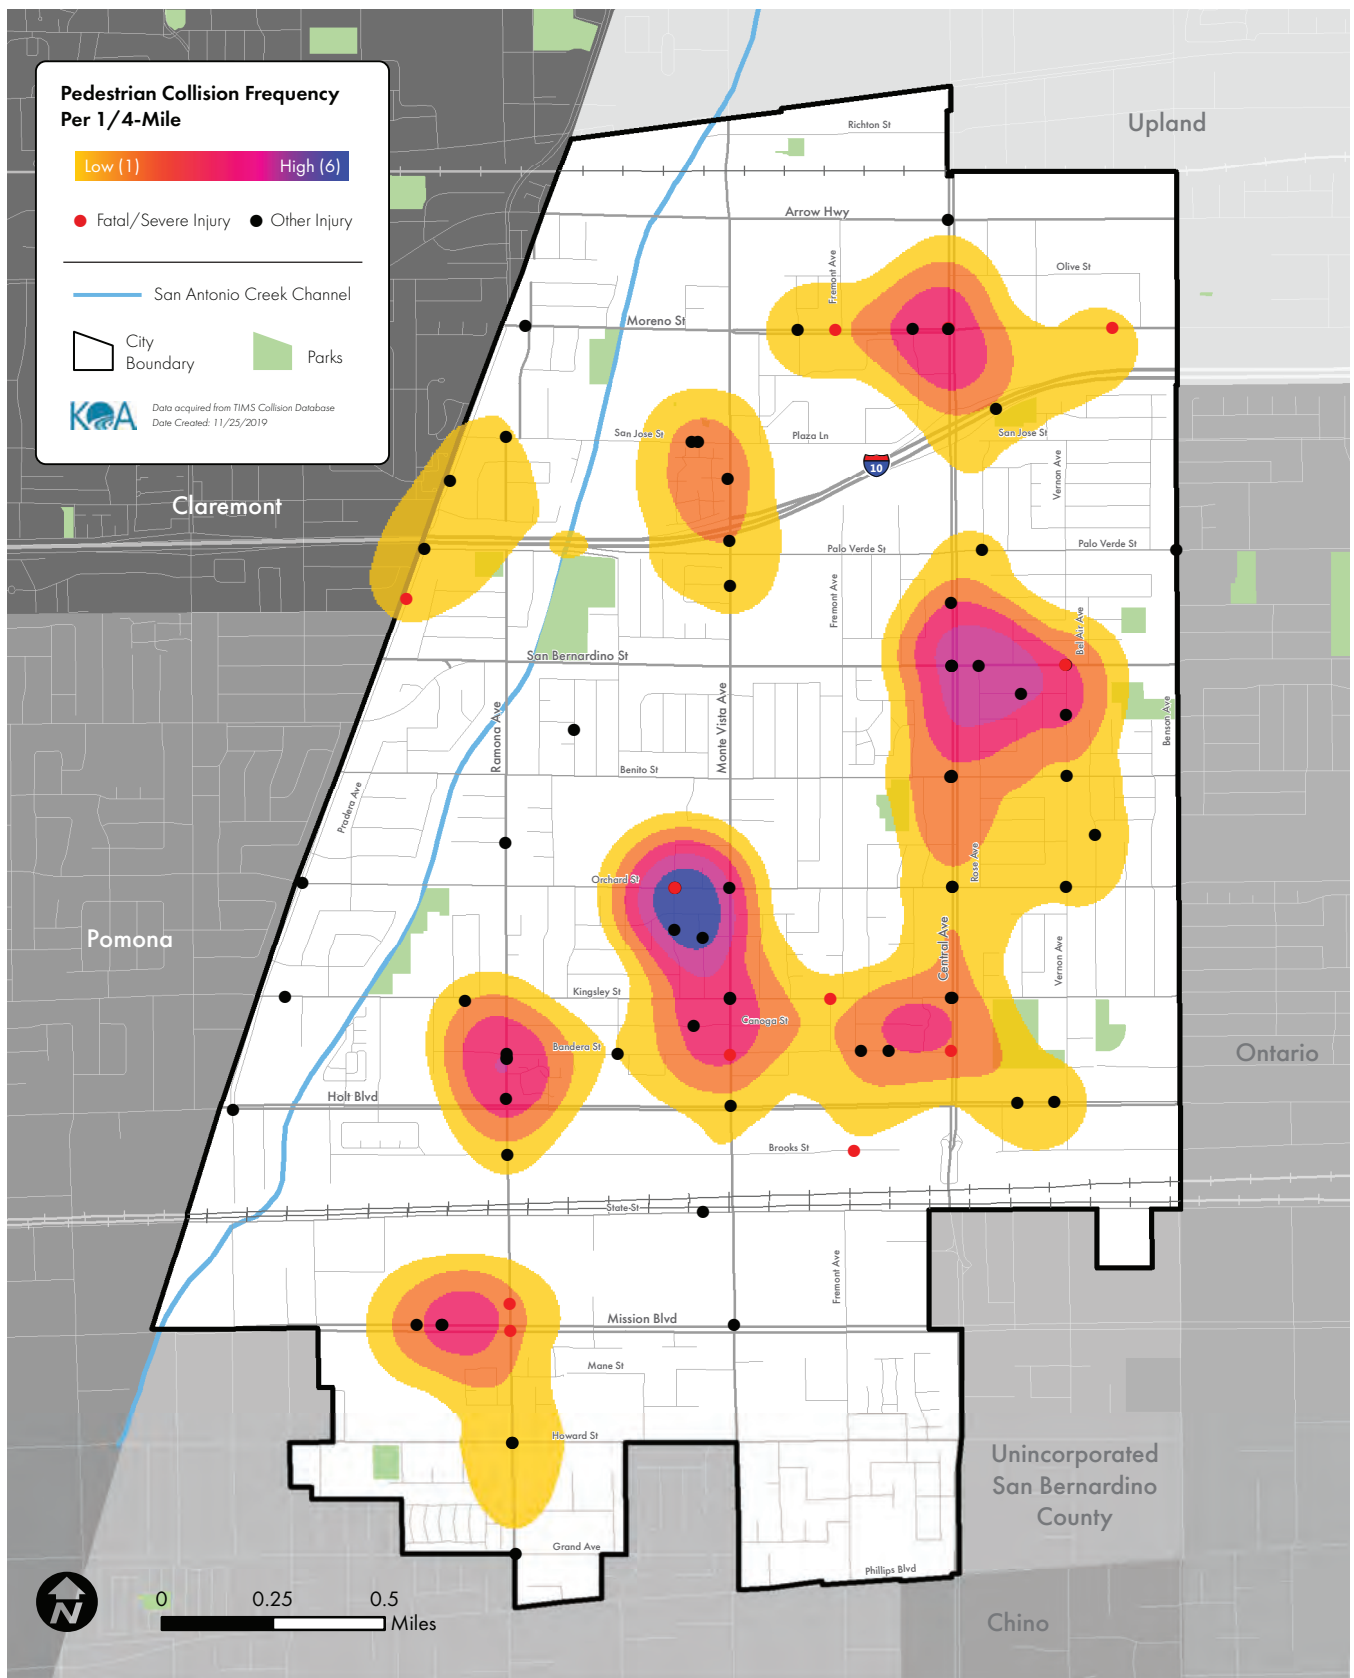 Pedestrian Collision Frequency
Per 1/4-Mile
Low (1)
High (6)
Fatal/Severe Injury
Other Injury
San Antonio Creek Channel
City
Boundary
Parks
KOA
Data acquired from TIMS Collision Database
Date Created: 11/25/2019
Upland
Richton St
Arrow Hwy
Fremont Ave
Olive St
Moreno St
San Jose St
Plaza Ln
San Jose St
10
Vernon Ave
Claremont
Palo Verde St
Palo Verde St
Fremont Ave
Bel Air Ave
San Bernardino St
Ramona Ave
Monte Vista Ave
Benson Ave
Benito St
Pradera Ave
Rose Ave
Orchard St
Pomona
Central Ave
Vernon Ave
Kingsley St
Canoga St
Bandera St
Ontario
Holt Blvd
Brooks St
State St
Fremont Ave
Mission Blvd
Mane St
Howard St
Unincorporated
San Bernardino
County
Grand Ave
Phillips Blvd
N
0 0.25 0.5
Miles
Chino